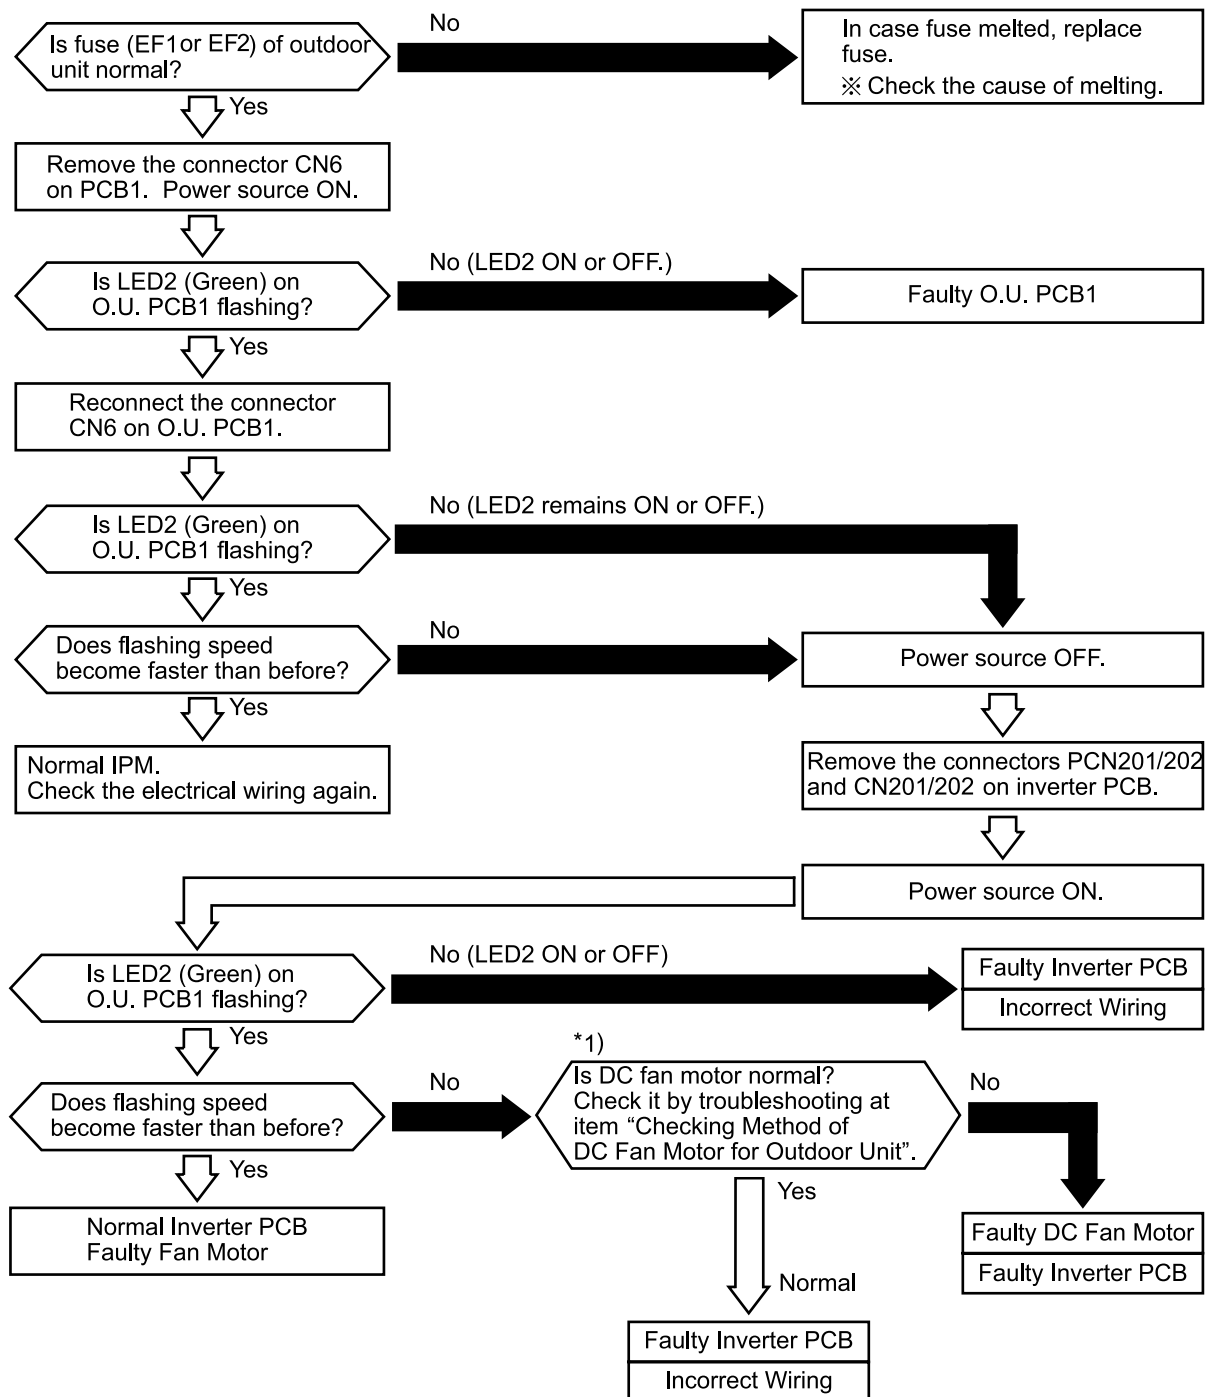 Is fuse (EF1or EF2) of outdoor
unit normal?
No
In case fuse melted, replace
fuse.
※ Check the cause of melting.
Yes
Remove the connector CN6
on PCB1. Power source ON.
Is LED2 (Green) on
O.U. PCB1 flashing?
No (LED2 ON or OFF.)
Faulty O.U. PCB1
Yes
Reconnect the connector
CN6 on O.U. PCB1.
Is LED2 (Green) on
O.U. PCB1 flashing?
No (LED2 remains ON or OFF.)
Yes
Does flashing speed
become faster than before?
No
Power source OFF.
Yes
Normal IPM.
Check the electrical wiring again.
Remove the connectors PCN201/202
and CN201/202 on inverter PCB.
Power source ON.
Is LED2 (Green) on
O.U. PCB1 flashing?
No (LED2 ON or OFF)
Faulty Inverter PCB
Incorrect Wiring
Yes
Does flashing speed
become faster than before?
No
*1)
Is DC fan motor normal?
Check it by troubleshooting at
item “Checking Method of
DC Fan Motor for Outdoor Unit”.
No
Yes
Normal Inverter PCB
Faulty Fan Motor
Yes
Normal
Faulty DC Fan Motor
Faulty Inverter PCB
Faulty Inverter PCB
Incorrect Wiring